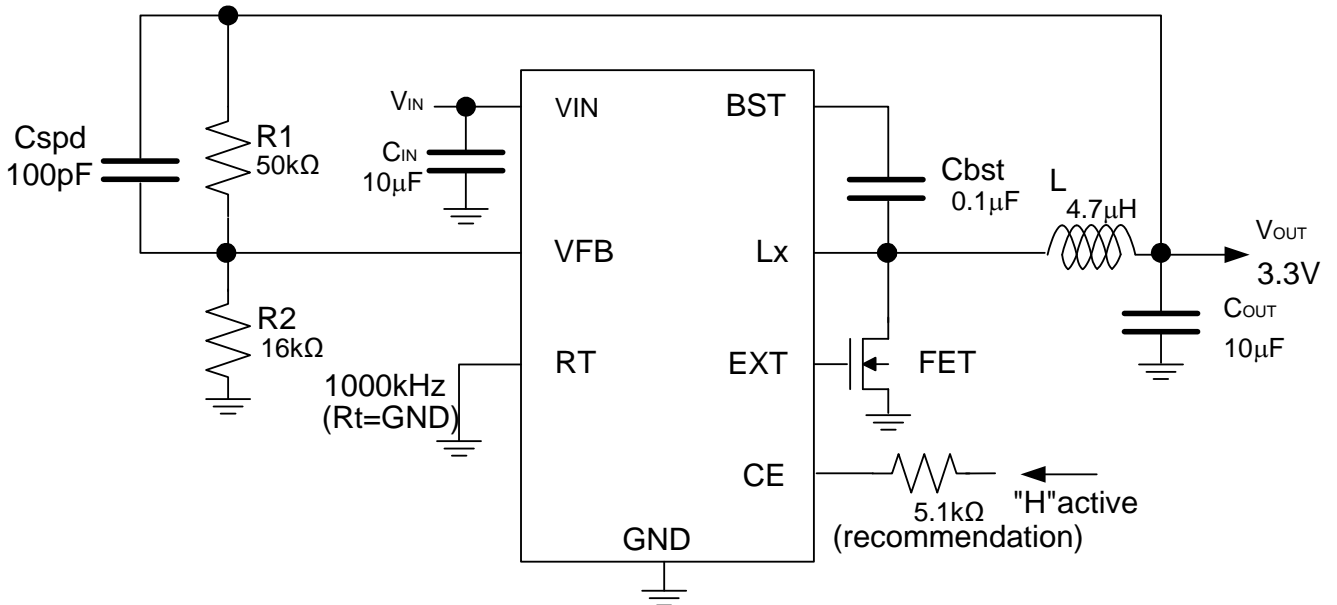 Cspd
100pF
R1
50kΩ
R2
16kΩ
VIN
CIN
10μF
1000kHz
(Rt=GND)
VIN
VFB
RT
GND
BST
Lx
EXT
CE
Cbst
0.1μF
L
4.7μH
FET
VOUT
3.3V
COUT
10μF
5.1kΩ
(recommendation)
"H"active